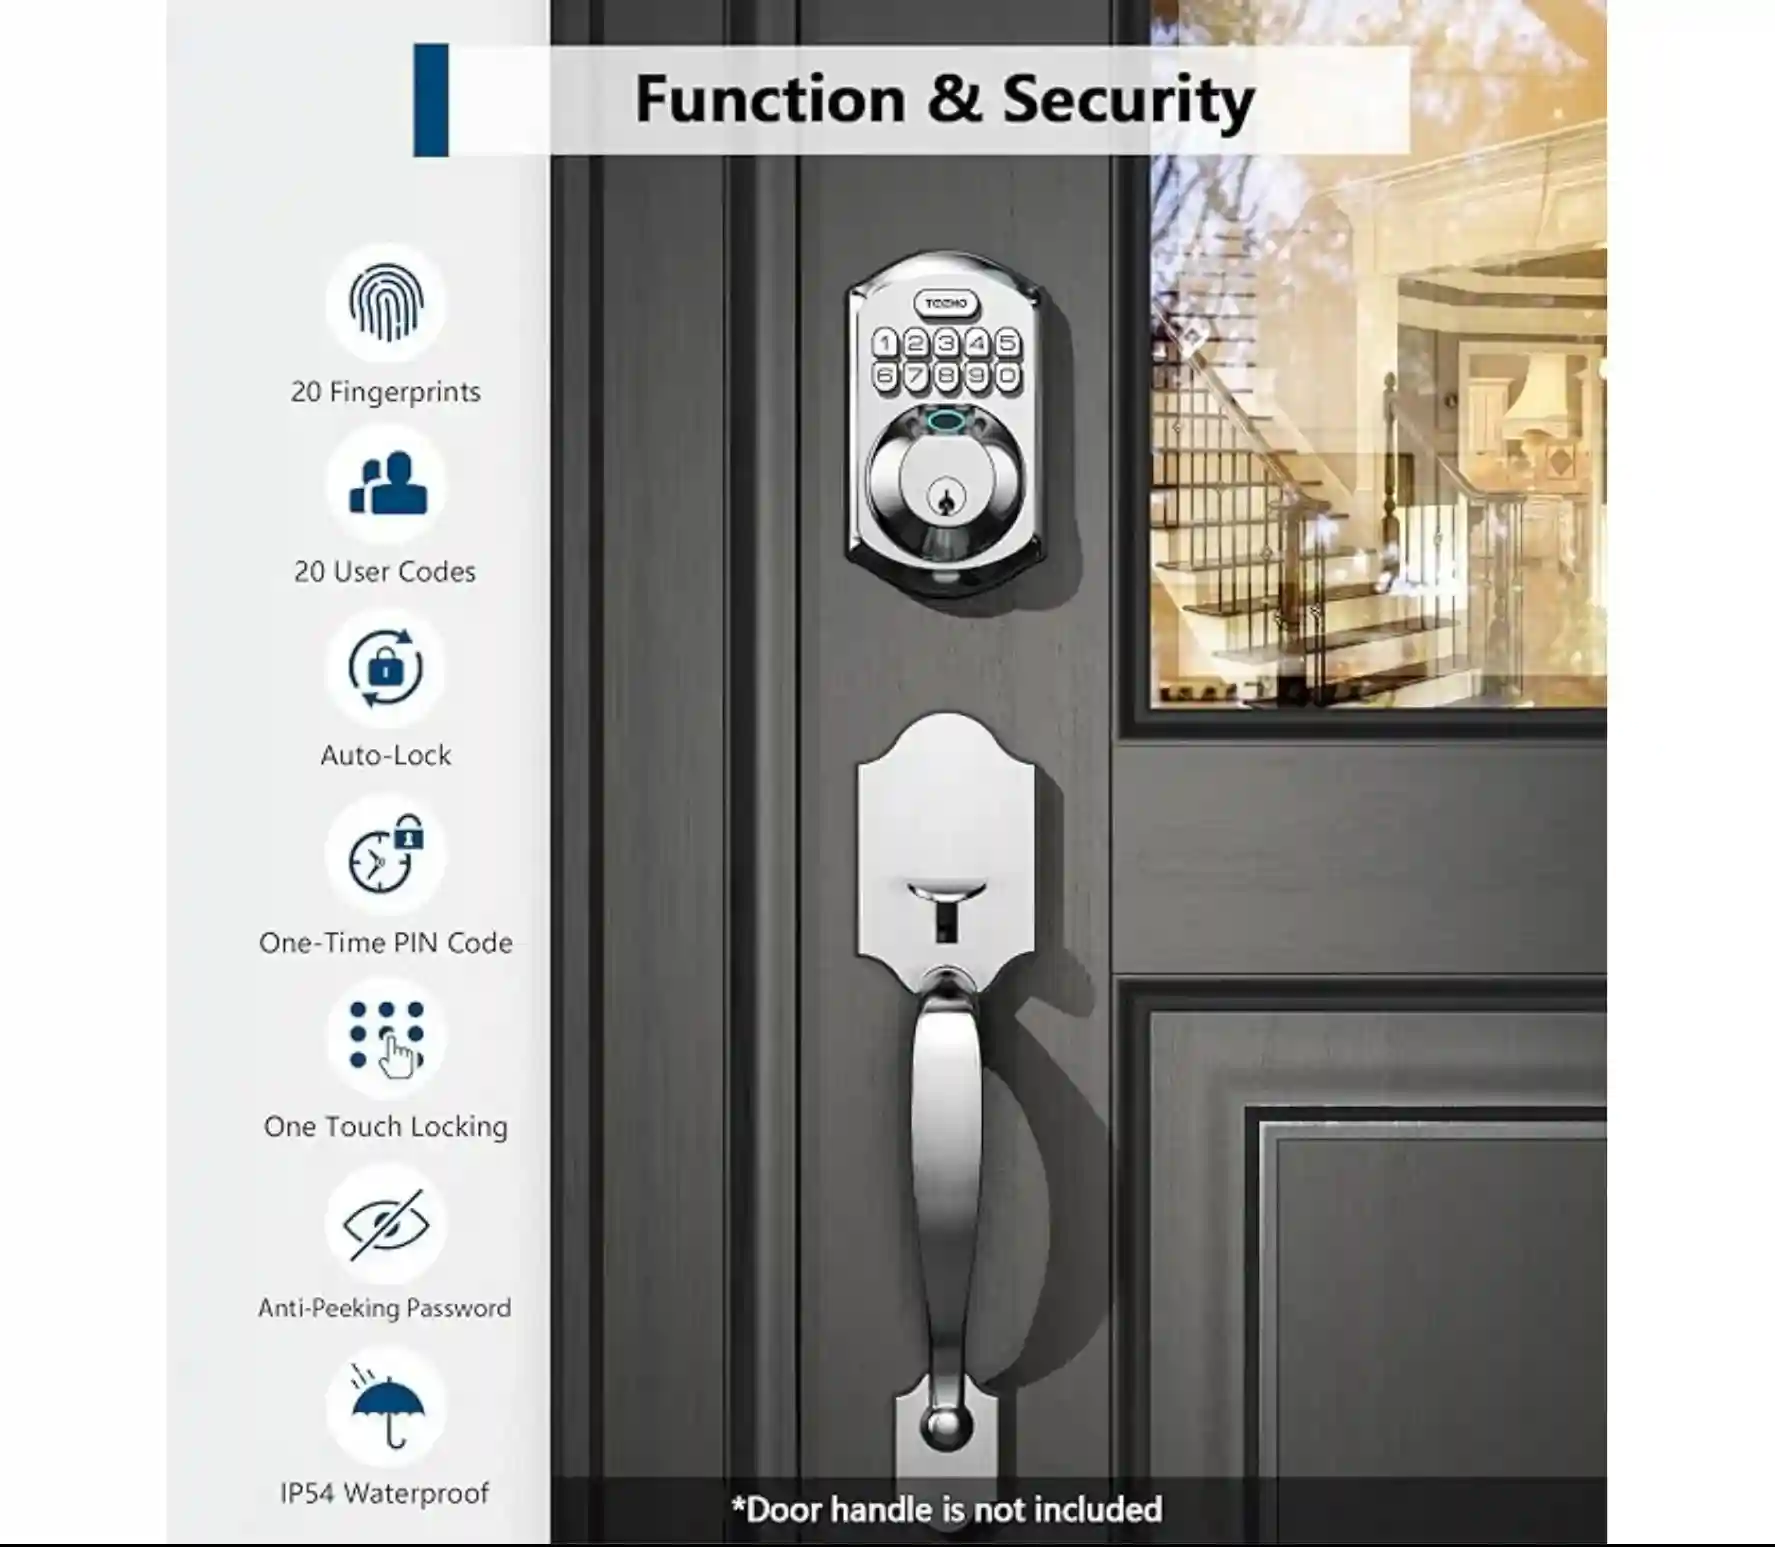 Function & Security
TEEHO
1 2 3 4 5
6 7 8 9 0
20 Fingerprints
20 User Codes
Auto-Lock
One-Time PIN Code
One Touch Locking
Anti-Peeking Password
IP54 Waterproof
*Door handle is not included